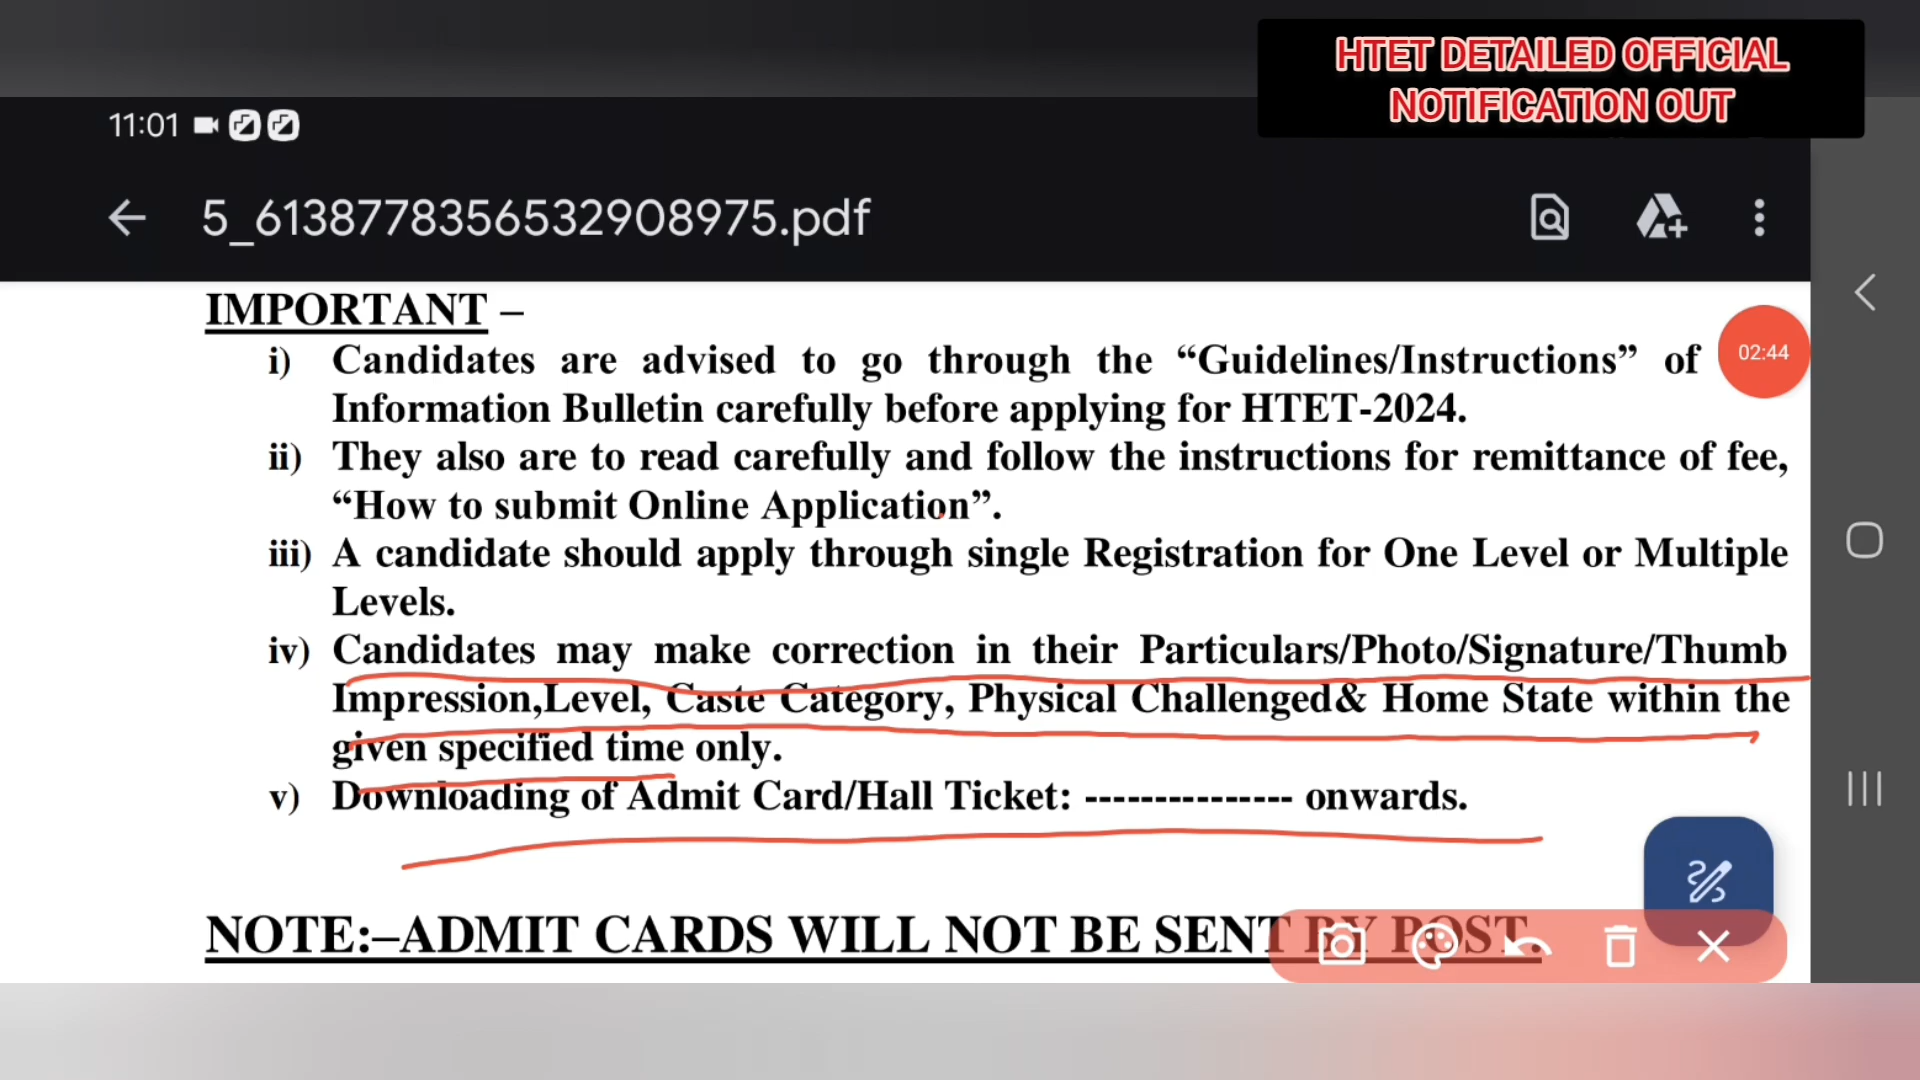 HTET DETAILED OFFICIAL
NOTIFICATION OUT
11:01
5_6138778356532908975.pdf
IMPORTANT –
02:44
i) Candidates are advised to go through the “Guidelines/Instructions” of
Information Bulletin carefully before applying for HTET-2024.
ii) They also are to read carefully and follow the instructions for remittance of fee,
“How to submit Online Application”.
iii) A candidate should apply through single Registration for One Level or Multiple
Levels.
iv) Candidates may make correction in their Particulars/Photo/Signature/Thumb
Impression,Level, Caste Category, Physical Challenged& Home State within the
given specified time only.
v) Downloading of Admit Card/Hall Ticket: --------------- onwards.
NOTE:–ADMIT CARDS WILL NOT BE SENT BY POST.